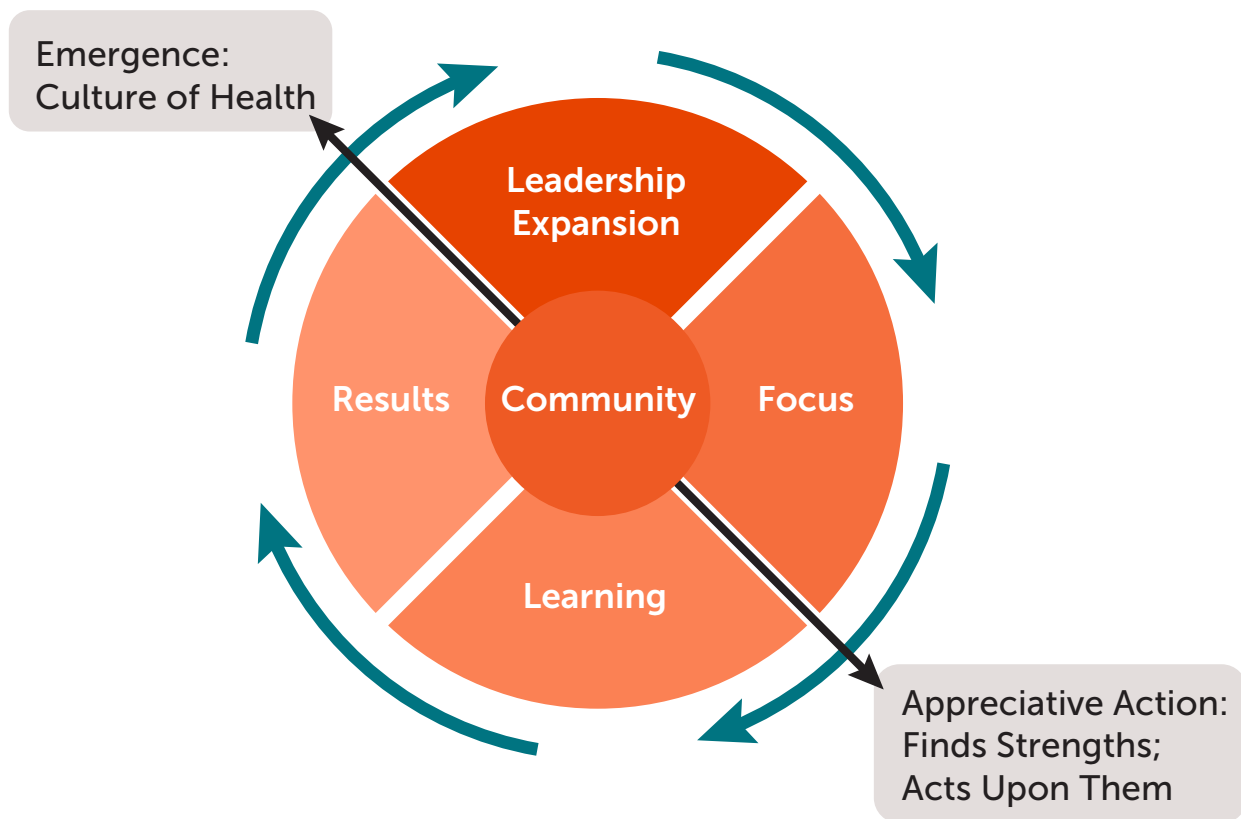 Emergence:
Culture of Health
Leadership
Expansion
Results
Community
Focus
Learning
Appreciative Action:
Finds Strengths;
Acts Upon Them